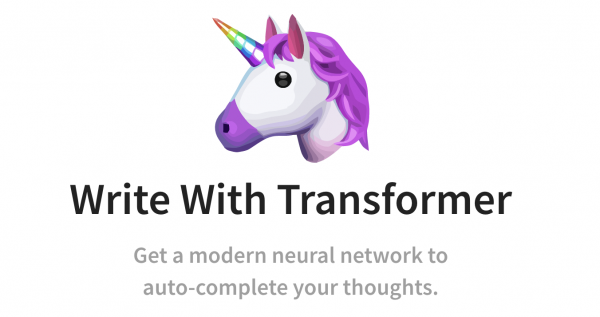 Write With Transformer
Get a modern neural network to
auto-complete your thoughts.